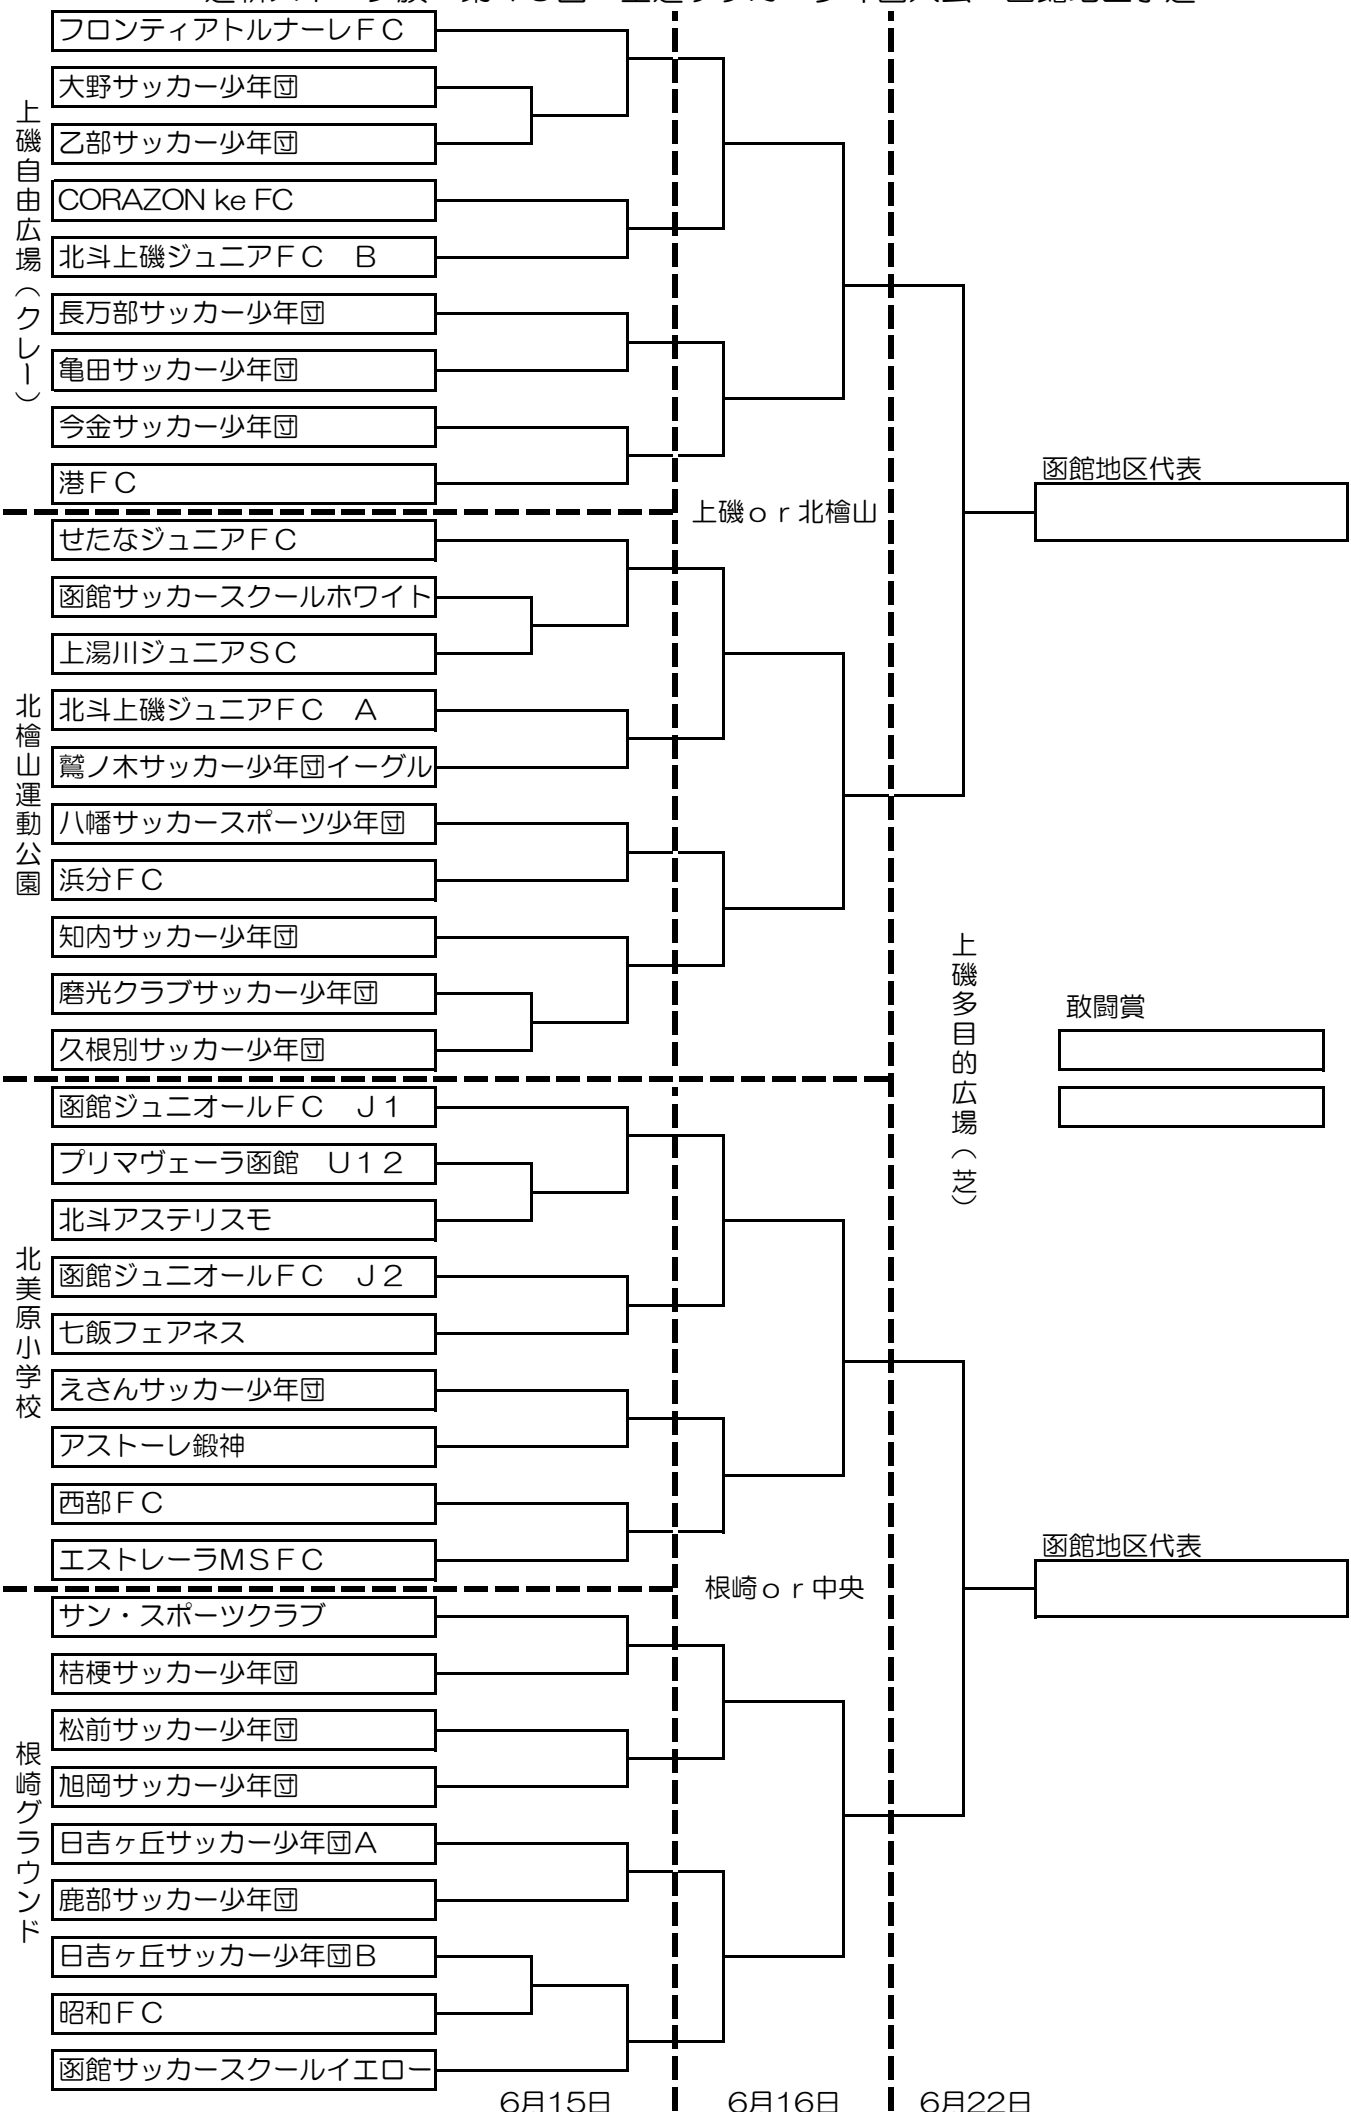 フロンティアトルナーレＦＣ
大野サッカー少年団
乙部サッカー少年団
CORAZON ke FC
北斗上磯ジュニアＦＣ　Ｂ
長万部サッカー少年団
亀田サッカー少年団
今金サッカー少年団
港ＦＣ
上磯自由広場（クレー）
上磯ｏｒ北檜山
函館地区代表
せたなジュニアＦＣ
函館サッカースクールホワイト
上湯川ジュニアＳＣ
北斗上磯ジュニアＦＣ　Ａ
鷲ノ木サッカー少年団イーグル
八幡サッカースポーツ少年団
浜分ＦＣ
知内サッカー少年団
磨光クラブサッカー少年団
久根別サッカー少年団
北檜山運動公園
上磯多目的広場（芝）
敢闘賞
函館ジュニオールＦＣ　Ｊ１
プリマヴェーラ函館　Ｕ１２
北斗アステリスモ
函館ジュニオールＦＣ　Ｊ２
七飯フェアネス
えさんサッカー少年団
アストーレ鍛神
西部ＦＣ
エストレーラＭＳＦＣ
北美原小学校
根崎ｏｒ中央
函館地区代表
サン・スポーツクラブ
桔梗サッカー少年団
松前サッカー少年団
旭岡サッカー少年団
日吉ヶ丘サッカー少年団Ａ
鹿部サッカー少年団
日吉ヶ丘サッカー少年団Ｂ
昭和ＦＣ
函館サッカースクールイエロー
根崎グラウンド
6月15日
6月16日
6月22日